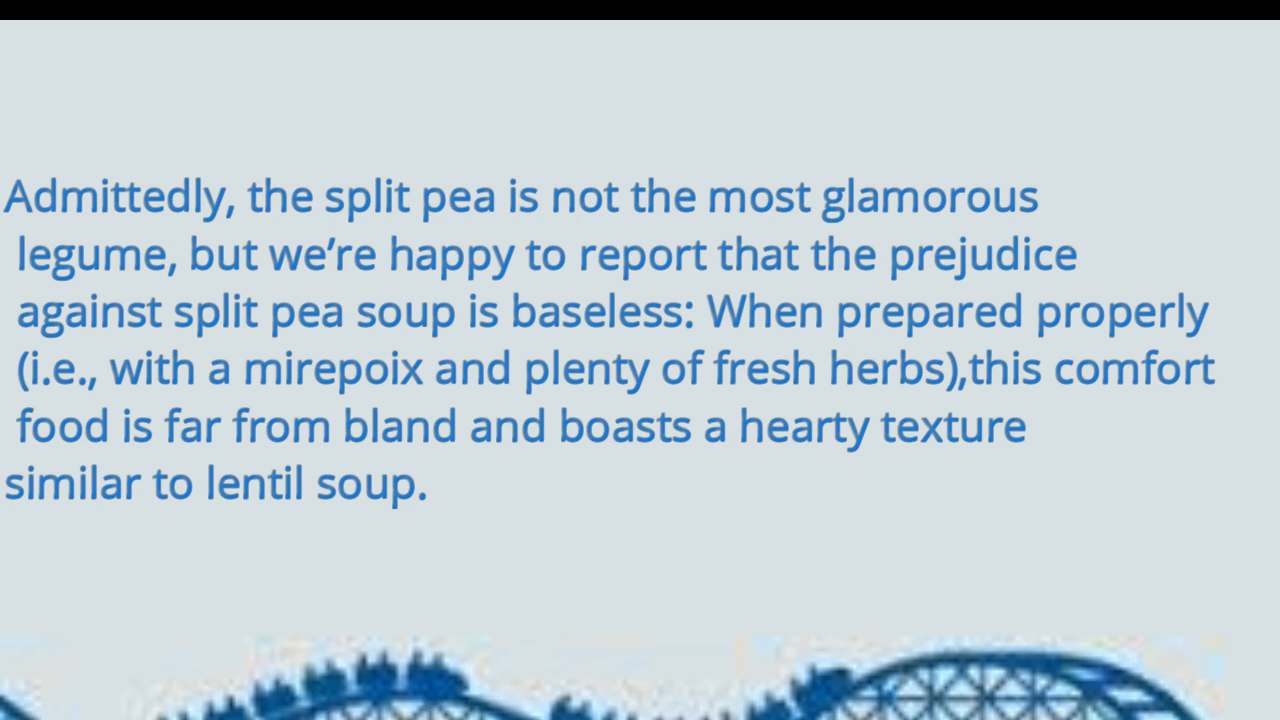 Admittedly, the split pea is not the most glamorous
legume, but we’re happy to report that the prejudice
against split pea soup is baseless: When prepared properly
(i.e., with a mirepoix and plenty of fresh herbs),this comfort
food is far from bland and boasts a hearty texture
similar to lentil soup.